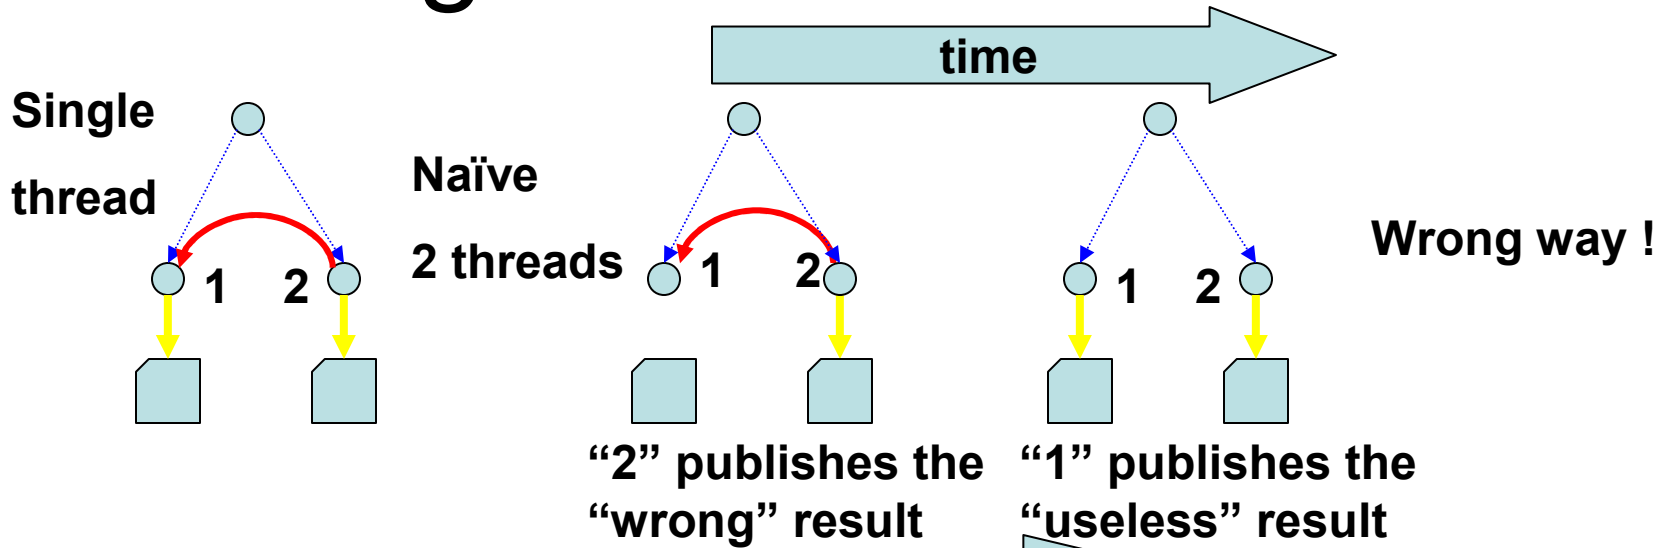 time
Single
thread
1 2
Naïve
2 threads
1 2
1 2
Wrong way !
“2” publishes the
“wrong” result
“1” publishes the
“useless” result